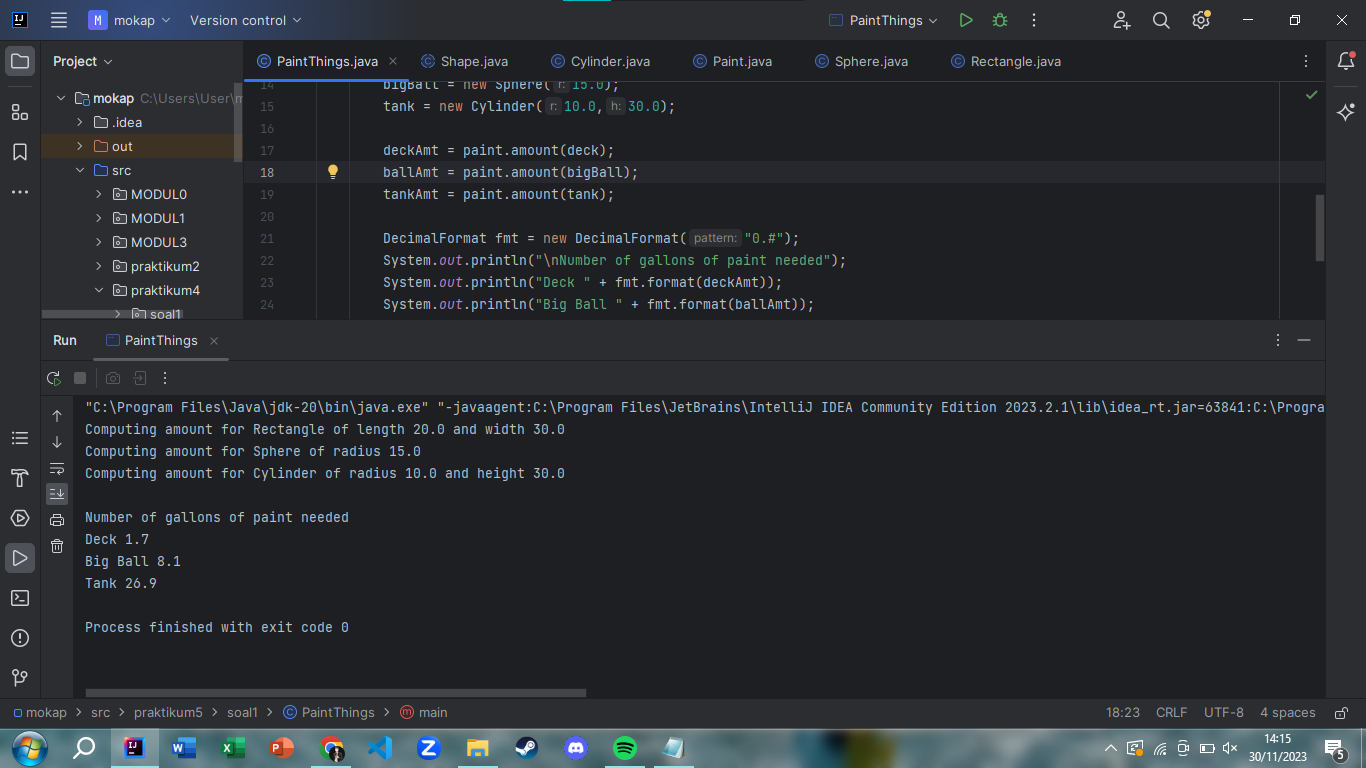 mokap
Version control
PaintThings
Project
PaintThings.java
Shape.java
Cylinder.java
Paint.java
Sphere.java
Rectangle.java
mokap C:\Users\User\m
.idea
out
src
MODUL0
MODUL1
MODUL3
praktikum2
praktikum4
soal1
14 bigBall = new Sphere( r: 15.0);
15 tank = new Cylinder( r: 10.0, h: 30.0);
16
17 deckAmt = paint.amount(deck);
18 ballAmt = paint.amount(bigBall);
19 tankAmt = paint.amount(tank);
20
21 DecimalFormat fmt = new DecimalFormat( pattern: "0.#");
22 System.out.println("\nNumber of gallons of paint needed");
23 System.out.println("Deck " + fmt.format(deckAmt));
24 System.out.println("Big Ball " + fmt.format(ballAmt));
Run
PaintThings
"C:\Program Files\Java\jdk-20\bin\java.exe" "-javaagent:C:\Program Files\JetBrains\IntelliJ IDEA Community Edition 2023.2.1\lib\idea_rt.jar=63841:C:\Progra
Computing amount for Rectangle of length 20.0 and width 30.0
Computing amount for Sphere of radius 15.0
Computing amount for Cylinder of radius 10.0 and height 30.0
Number of gallons of paint needed
Deck 1.7
Big Ball 8.1
Tank 26.9
Process finished with exit code 0
mokap > src > praktikum5 > soal1 > PaintThings > main
18:23 CRLF UTF-8 4 spaces
14:15
30/11/2023
5